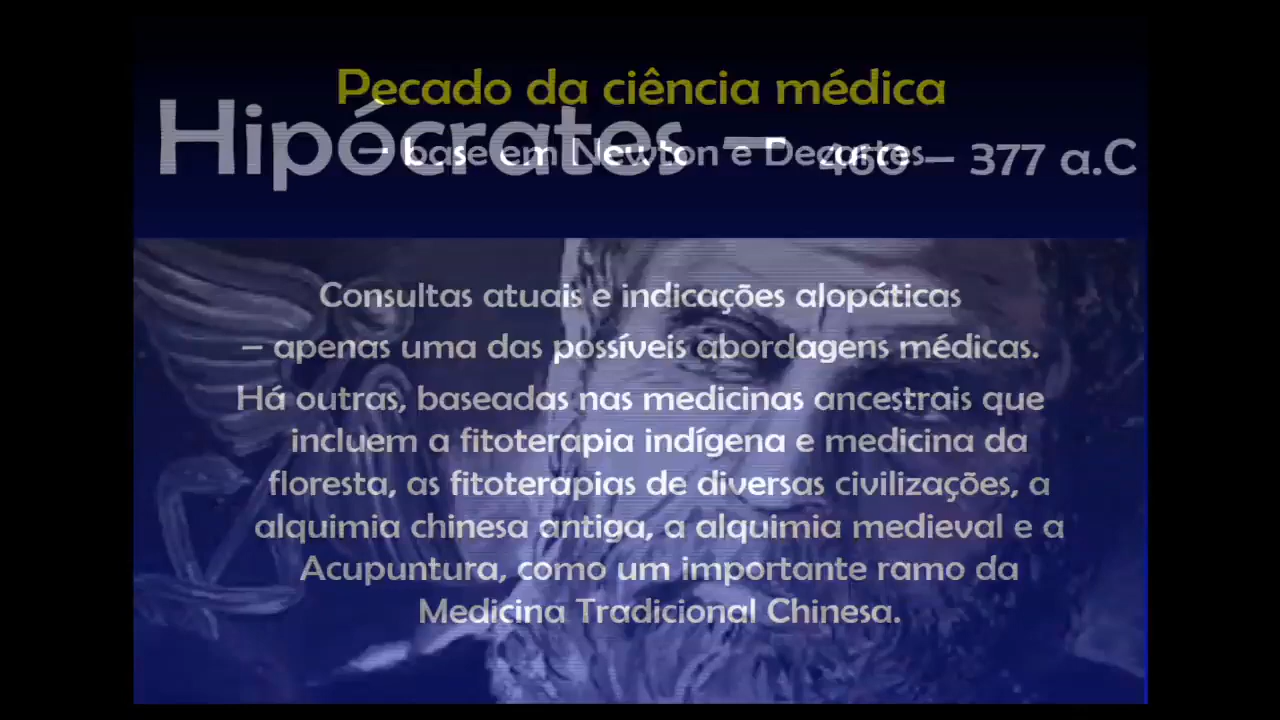 Pecado da ciência médica
Hipócrates – 460 – 377 a.C
- base em Newton e Decartes
Consultas atuais e indicações alopáticas
– apenas uma das possíveis abordagens médicas.
Há outras, baseadas nas medicinas ancestrais que
incluem a fitoterapia indígena e medicina da
floresta, as fitoterapias de diversas civilizações, a
alquimia chinesa antiga, a alquimia medieval e a
Acupuntura, como um importante ramo da
Medicina Tradicional Chinesa.